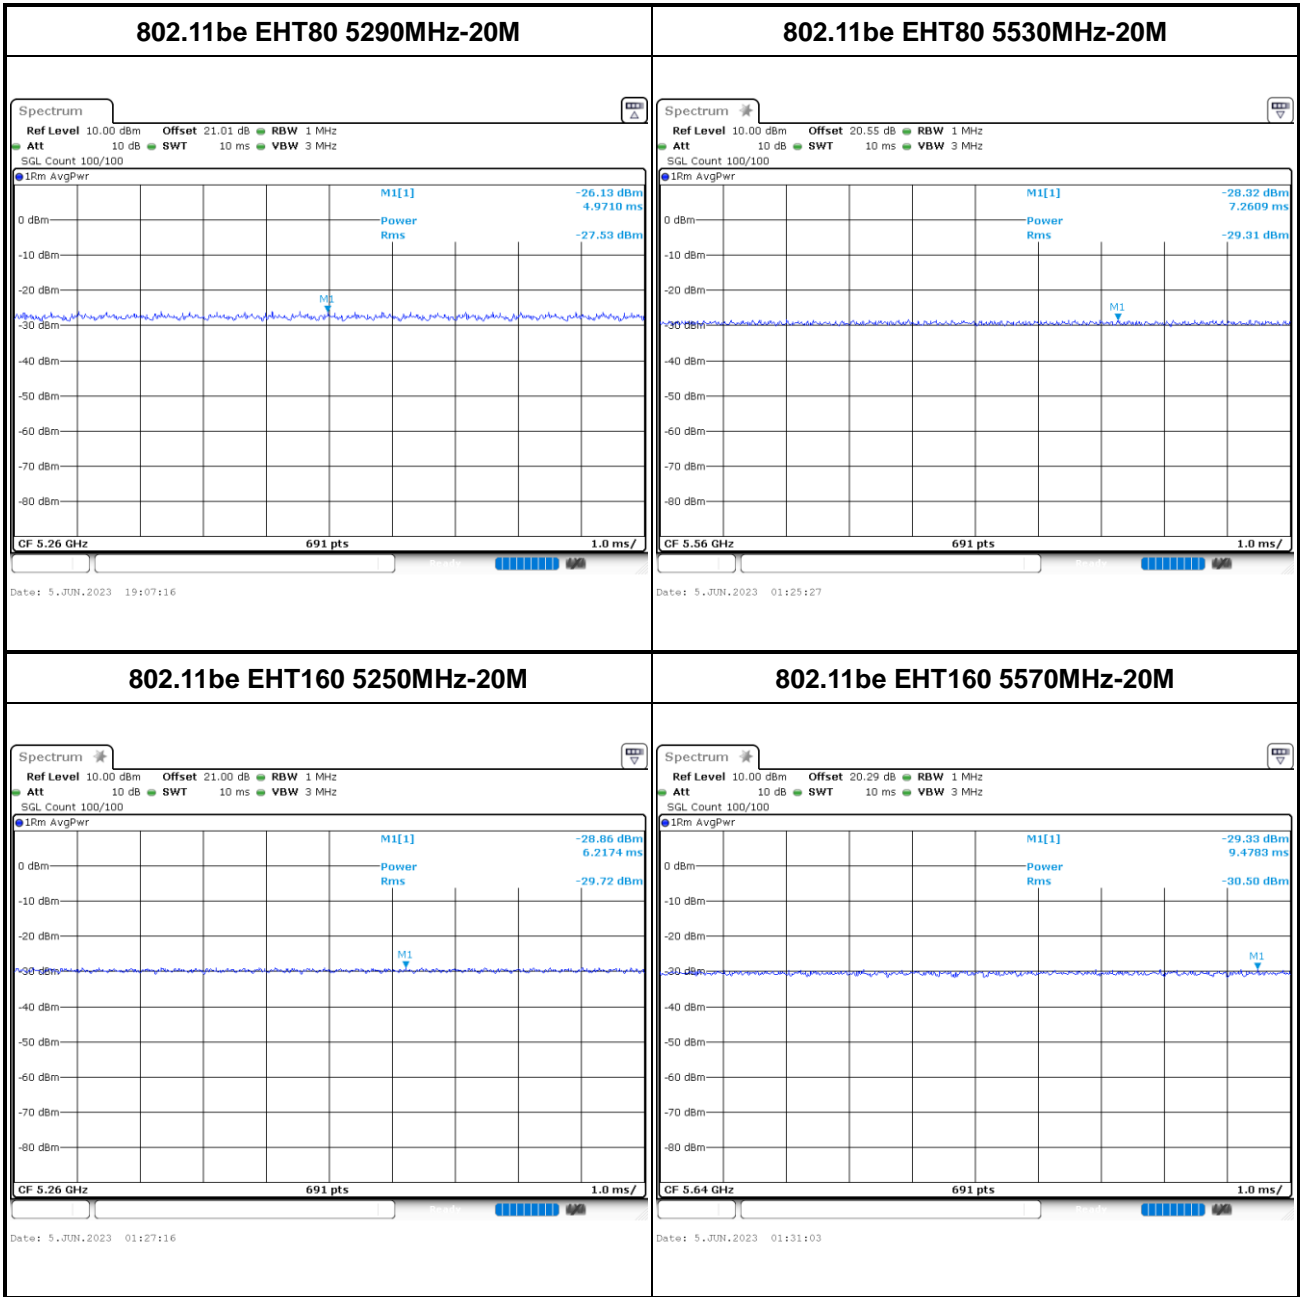 802.11be EHT80 5290MHz-20M
Spectrum
Ref Level 10.00 dBm Offset 21.01 dB RBW 1 MHz
Att 10 dB SWT 10 ms VBW 3 MHz
SGL Count 100/100
1Rm AvgPwr
M1[1] -26.13 dBm
4.9710 ms
0 dBm
Power
Rms -27.53 dBm
-10 dBm
-20 dBm
M1
-30 dBm
-40 dBm
-50 dBm
-60 dBm
-70 dBm
-80 dBm
CF 5.26 GHz 691 pts 1.0 ms/
Ready
Date: 5.JUN.2023 19:07:16
802.11be EHT80 5530MHz-20M
Spectrum
Ref Level 10.00 dBm Offset 20.55 dB RBW 1 MHz
Att 10 dB SWT 10 ms VBW 3 MHz
SGL Count 100/100
1Rm AvgPwr
M1[1] -28.32 dBm
7.2609 ms
0 dBm
Power
Rms -29.31 dBm
-10 dBm
-20 dBm
M1
-30 dBm
-40 dBm
-50 dBm
-60 dBm
-70 dBm
-80 dBm
CF 5.56 GHz 691 pts 1.0 ms/
Ready
Date: 5.JUN.2023 01:25:27
802.11be EHT160 5250MHz-20M
Spectrum
Ref Level 10.00 dBm Offset 21.00 dB RBW 1 MHz
Att 10 dB SWT 10 ms VBW 3 MHz
SGL Count 100/100
1Rm AvgPwr
M1[1] -28.86 dBm
6.2174 ms
0 dBm
Power
Rms -29.72 dBm
-10 dBm
-20 dBm
M1
-30 dBm
-40 dBm
-50 dBm
-60 dBm
-70 dBm
-80 dBm
CF 5.26 GHz 691 pts 1.0 ms/
Ready
Date: 5.JUN.2023 01:27:16
802.11be EHT160 5570MHz-20M
Spectrum
Ref Level 10.00 dBm Offset 20.29 dB RBW 1 MHz
Att 10 dB SWT 10 ms VBW 3 MHz
SGL Count 100/100
1Rm AvgPwr
M1[1] -29.33 dBm
9.4783 ms
0 dBm
Power
Rms -30.50 dBm
-10 dBm
-20 dBm
M1
-30 dBm
-40 dBm
-50 dBm
-60 dBm
-70 dBm
-80 dBm
CF 5.64 GHz 691 pts 1.0 ms/
Ready
Date: 5.JUN.2023 01:31:03